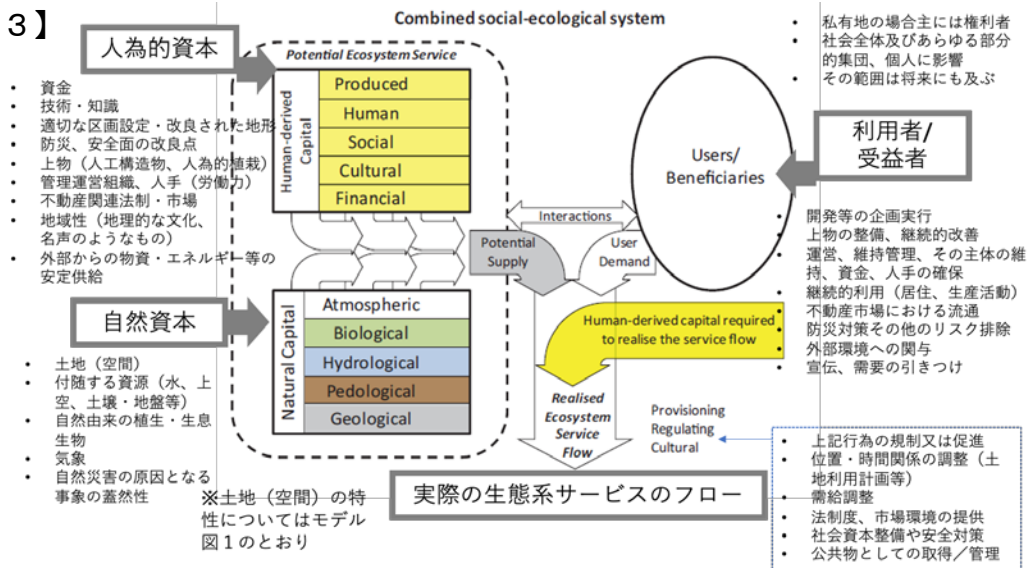 3】
Combined social-ecological system
人為的資本
Potential Ecosystem Service
• 資金
• 技術・知識
• 適切な区画設定・改良された地形
• 防災、安全面の改良点
• 上物（人工構造物、人為的植栽）
• 管理運営組織、人手（労働力）
• 不動産関連法制・市場
• 地域性（地理的な文化、
名声のようなもの）
• 外部からの物資・エネルギー等の
安定供給
Human-derived
Capital
Produced
Human
Social
Cultural
Financial
• 私有地の場合主には権利者
• 社会全体及びあらゆる部分
的集団、個人に影響
• その範囲は将来にも及ぶ
利用者/
受益者
Users/
Beneficiaries
Interactions
Potential
Supply
User
Demand
• 開発等の企画実行
• 上物の整備、継続的改善
• 運営、維持管理、その主体の維
持、資金、人手の確保
• 継続的利用（居住、生産活動）
• 不動産市場における流通
• 防災対策その他のリスク排除
• 外部環境への関与
• 宣伝、需要の引きつけ
自然資本
Natural Capital
Atmospheric
Biological
Hydrological
Pedological
Geological
Human-derived capital required
to realise the service flow
• 土地（空間）
• 付随する資源（水、上
空、土壌・地盤等）
• 自然由来の植生・生息
生物
• 気象
• 自然災害の原因となる
事象の蓋然性
Realised
Ecosystem
Service
Flow
Provisioning
Regulating
Cultural
※土地（空間）の特
性についてはモデル
図１のとおり
実際の生態系サービスのフロー
• 上記行為の規制又は促進
• 位置・時間関係の調整（土
地利用計画等）
• 需給調整
• 法制度、市場環境の提供
• 社会資本整備や安全対策
• 公共物としての取得／管理